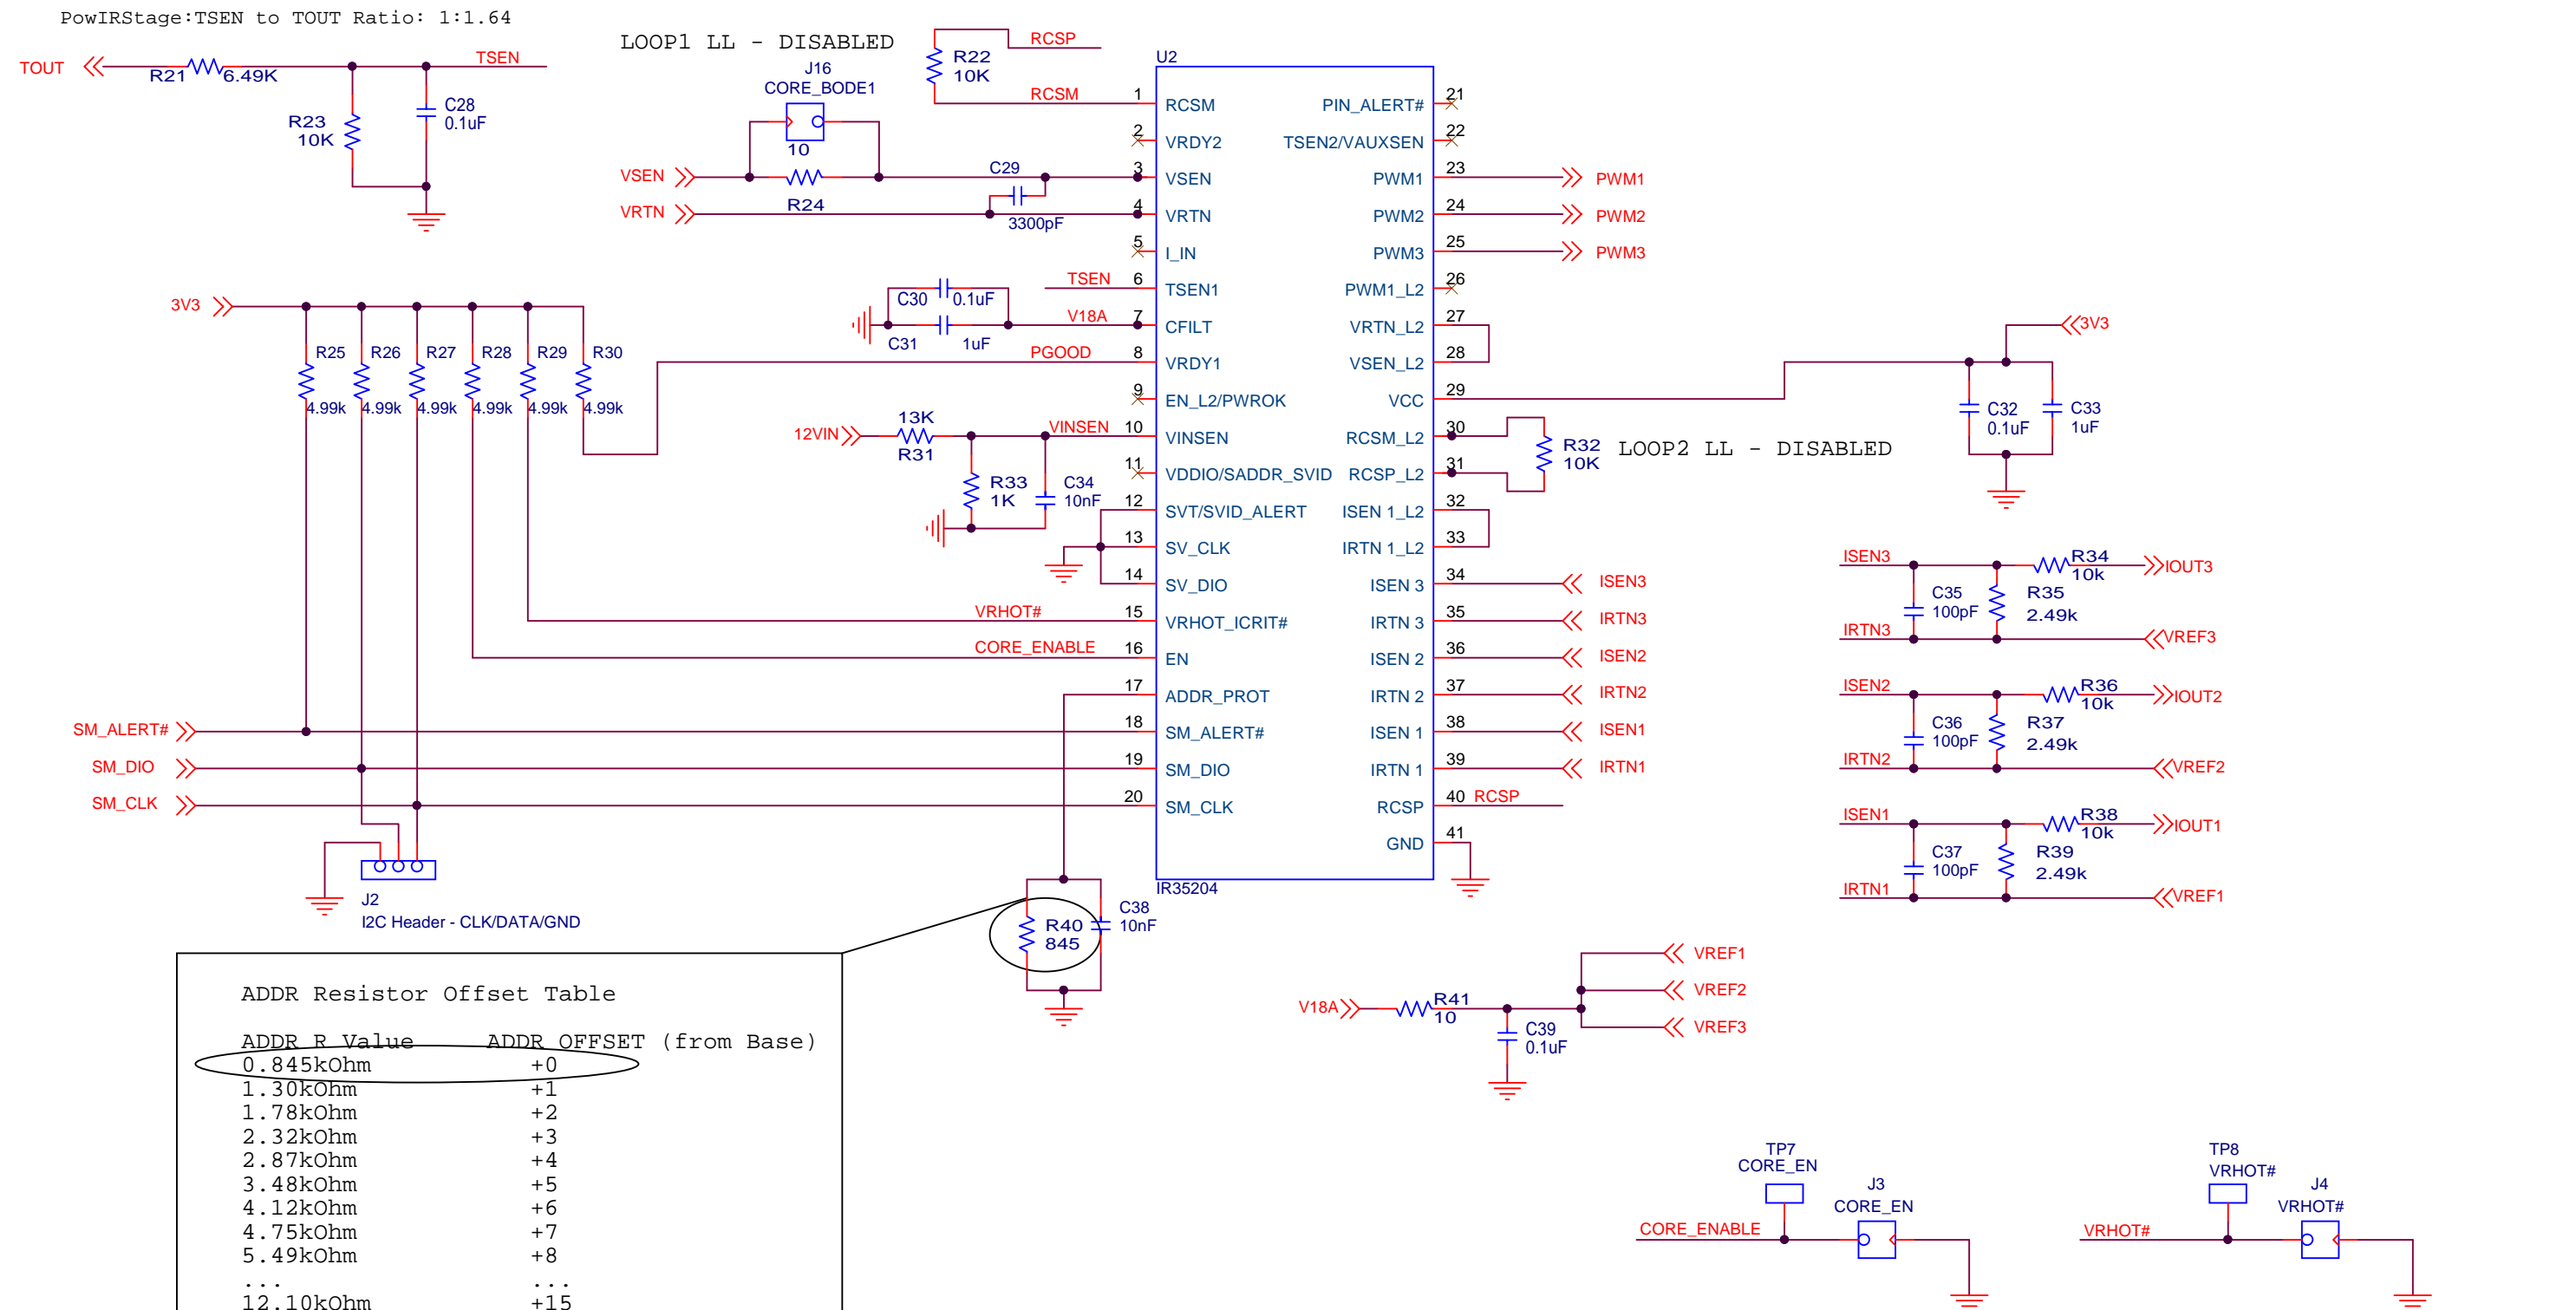 PowIRStage:TSEN to TOUT Ratio: 1:1.64
TOUT
R21
6.49K
TSEN
R23
10K
C28
0.1uF
LOOP1 LL - DISABLED
J16
CORE_BODE1
10
R22
10K
RCSP
RCSM
VSEN
R24
C29
3300pF
VRTN
TSEN
C30
0.1uF
V18A
C31
1uF
PGOOD
12VIN
13K
R31
VINSEN
R33
1K
C34
10nF
3V3
R25
R26
R27
R28
R29
R30
4.99k
4.99k
4.99k
4.99k
4.99k
4.99k
VRHOT#
CORE_ENABLE
SM_ALERT#
SM_DIO
SM_CLK
J2
I2C Header - CLK/DATA/GND
U2
1 RCSM
2 VRDY2
3 VSEN
4 VRTN
5 I_IN
6 TSEN1
7 CFILT
8 VRDY1
9 EN_L2/PWROK
10 VINSEN
11 VDDIO/SADDR_SVID
12 SVT/SVID_ALERT
13 SV_CLK
14 SV_DIO
15 VRHOT_ICRIT#
16 EN
17 ADDR_PROT
18 SM_ALERT#
19 SM_DIO
20 SM_CLK
PIN_ALERT# 21
TSEN2/VAUXSEN 22
PWM1 23 PWM1
PWM2 24 PWM2
PWM3 25 PWM3
PWM1_L2 26
VRTN_L2 27
VSEN_L2 28
VCC 29
RCSM_L2 30
RCSP_L2 31
ISEN 1_L2 32
IRTN 1_L2 33
ISEN 3 34 ISEN3
IRTN 3 35 IRTN3
ISEN 2 36 ISEN2
IRTN 2 37 IRTN2
ISEN 1 38 ISEN1
IRTN 1 39 IRTN1
RCSP 40 RCSP
GND 41
IR35204
R32
10K
LOOP2 LL - DISABLED
3V3
C32
0.1uF
C33
1uF
ISEN3
R34
10k
IOUT3
C35
100pF
R35
2.49k
IRTN3
VREF3
ISEN2
R36
10k
IOUT2
C36
100pF
R37
2.49k
IRTN2
VREF2
ISEN1
R38
10k
IOUT1
C37
100pF
R39
2.49k
IRTN1
VREF1
R40
845
C38
10nF
V18A
R41
10
C39
0.1uF
VREF1
VREF2
VREF3
ADDR Resistor Offset Table
ADDR R Value ADDR OFFSET (from Base)
0.845kOhm +0
1.30kOhm +1
1.78kOhm +2
2.32kOhm +3
2.87kOhm +4
3.48kOhm +5
4.12kOhm +6
4.75kOhm +7
5.49kOhm +8
... ...
12.10kOhm +15
TP7
CORE_EN
J3
CORE_EN
CORE_ENABLE
TP8
VRHOT#
J4
VRHOT#
VRHOT#